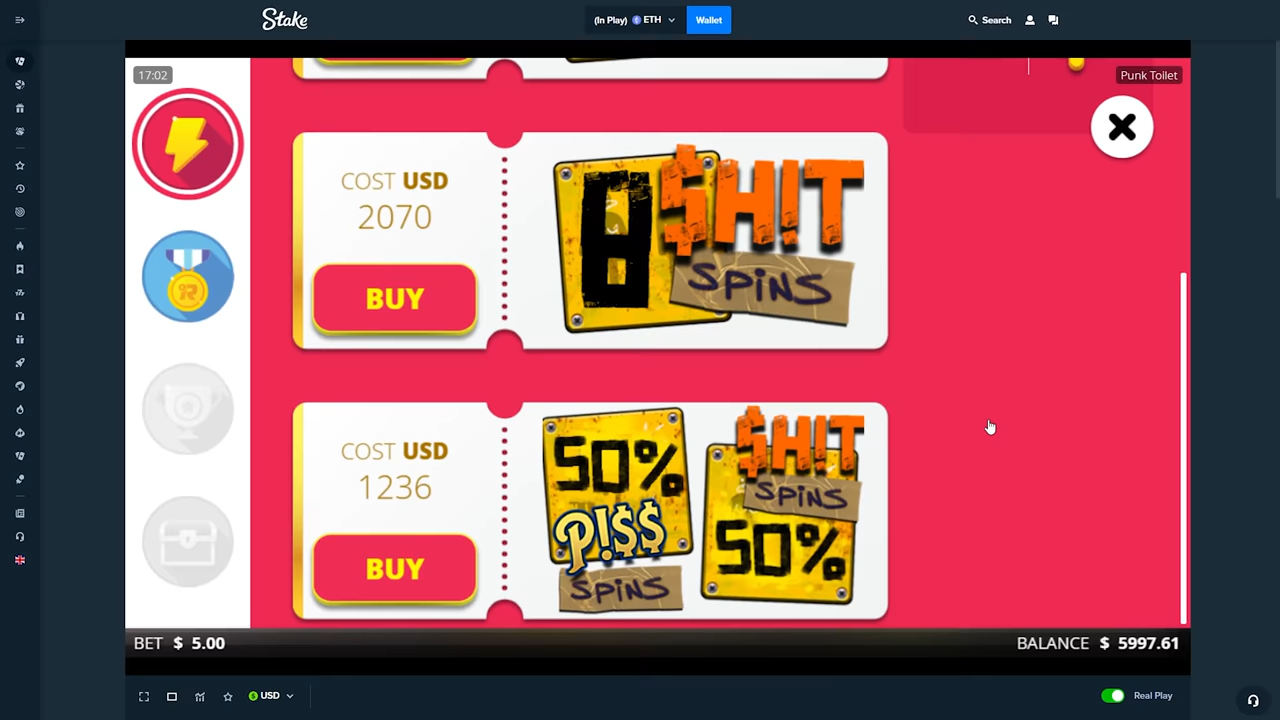 Stake
(In Play) ETH
Wallet
Search
17:02
Punk Toilet
COST USD
2070
BUY
8 $H!T
SPiNS
COST USD
1236
BUY
50%
P!$$
SPiNS
$H!T
SPiNS
50%
BET $ 5.00
BALANCE $ 5997.61
USD
Real Play